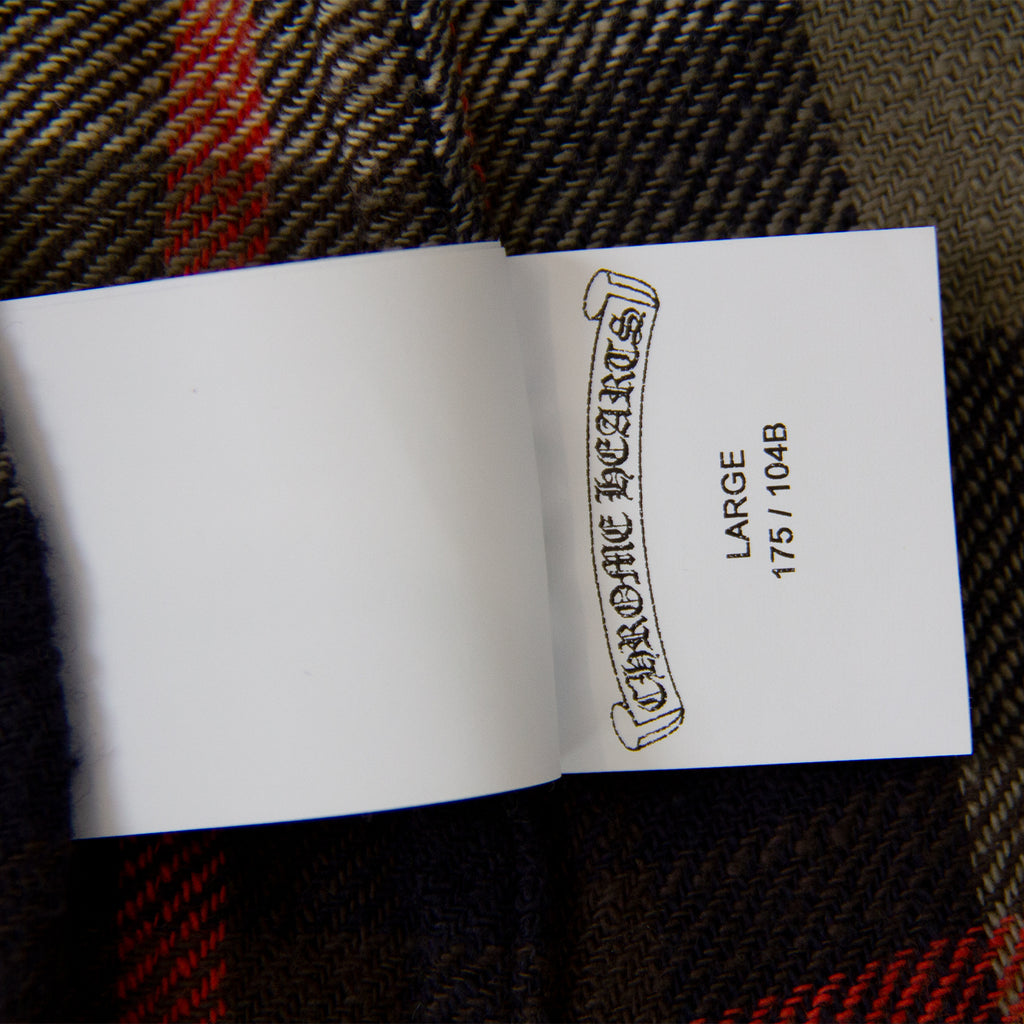 CHROME HEARTS
LARGE
175 / 104B